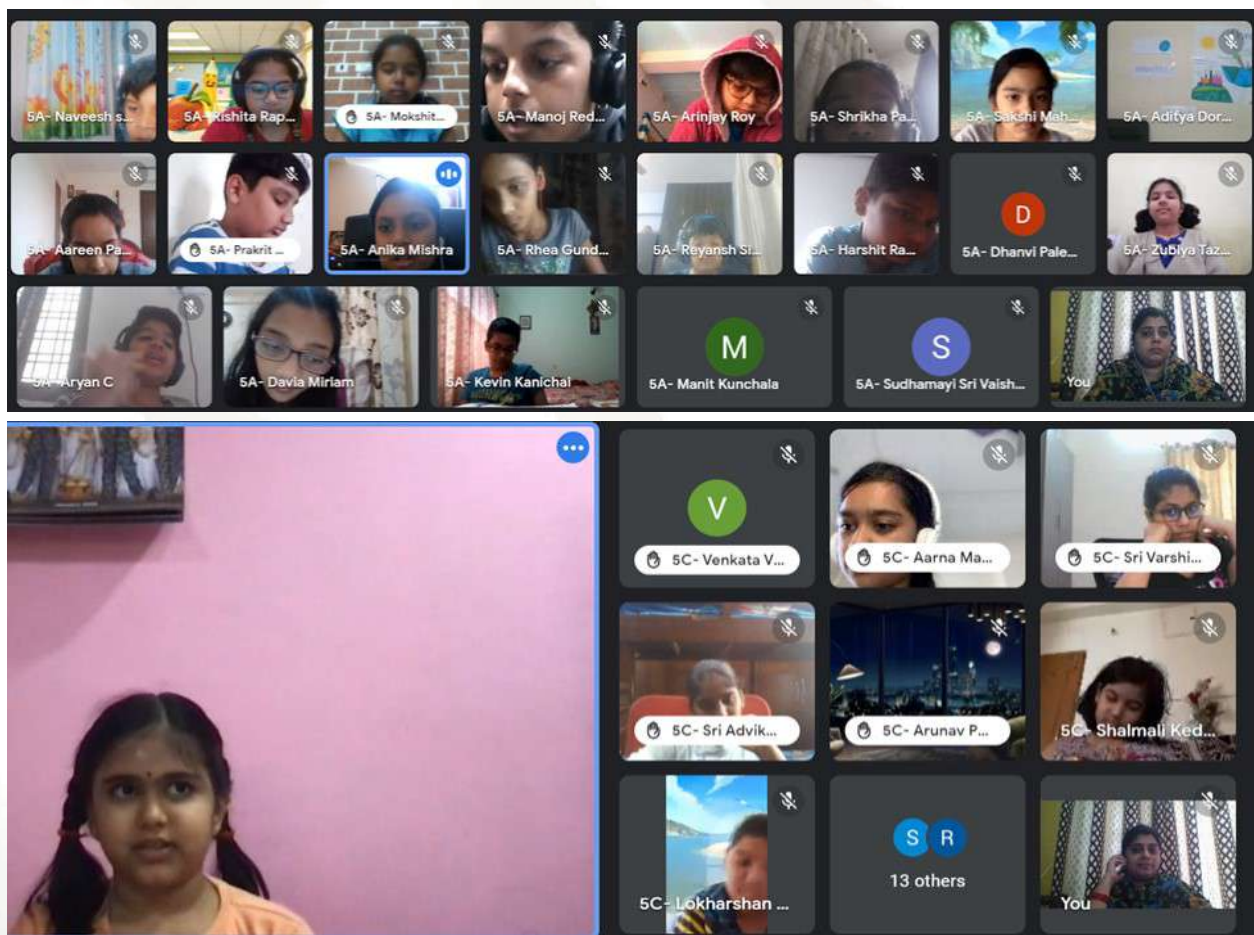 5A- Naveesh s...
5A- Rishita Rap...
5A- Mokshit...
5A- Manoj Red...
5A- Arinjay Roy
5A- Shrikha Pa...
5A- Sakshi Mah...
5A- Aditya Dor...
5A- Aareen Pa...
5A- Prakrit ...
5A- Anika Mishra
5A- Rhea Gund...
5A- Reyansh Si...
5A- Harshit Ra...
D
5A- Dhanvi Pale...
5A- Zubiya Taz...
5A- Aryan C
5A- Davia Miriam
5A- Kevin Kanichai
M
5A- Manit Kunchala
S
5A- Sudhamayi Sri Vaish...
You
V
5C- Venkata V...
5C- Aarna Ma...
5C- Sri Varshi...
5C- Sri Advik...
5C- Arunav P...
5C- Shalmali Ked...
5C- Lokharshan ...
S R
13 others
You